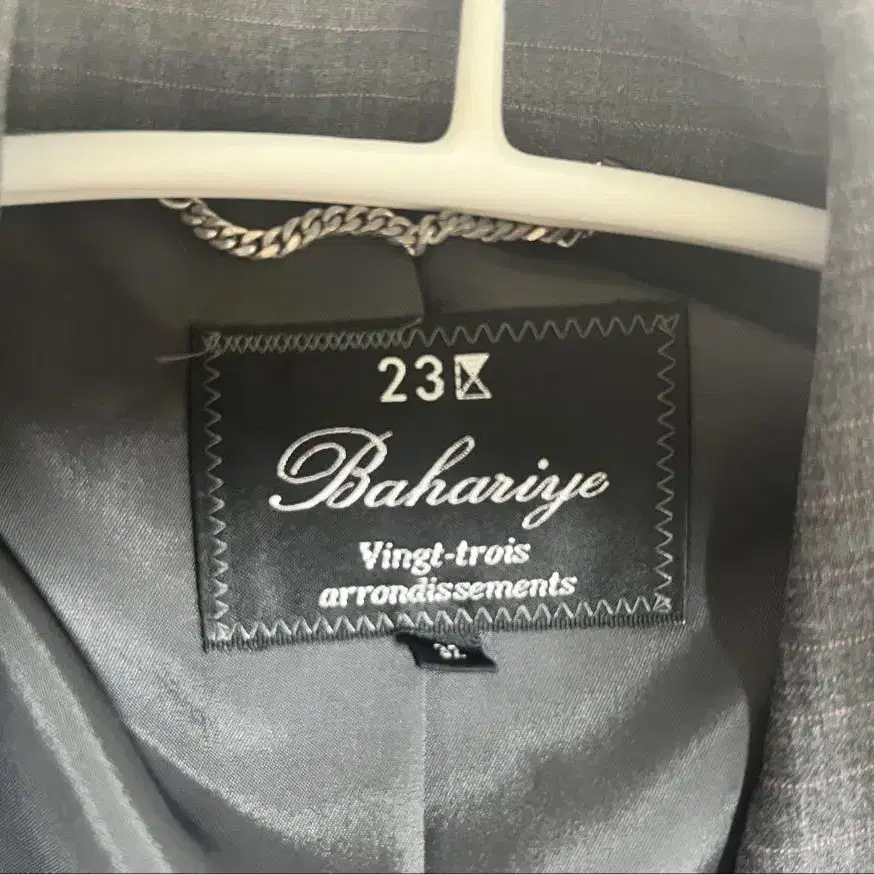 23区
Bahariye
Vingt-trois
arrondissements